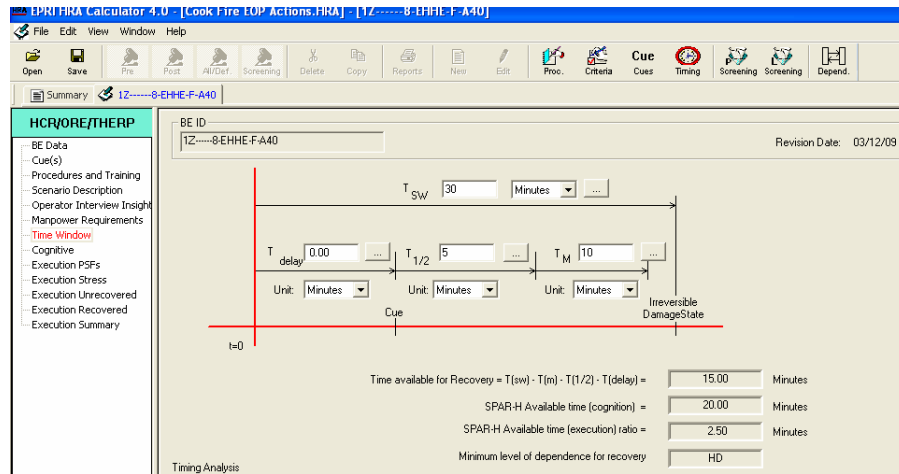 EPRI HRA Calculator 4.0 - [Cook Fire EOP Actions.HRA] - [1Z------8-EHHE-F-A40]
File Edit View Window Help
Open Save Pre Post All/Def. Screening Delete Copy Reports New Edit Proc. Criteria Cues Timing Screening Screening Depend.
Cue
Summary 1Z------8-EHHE-F-A40
HCR/ORE/THERP
BE Data
Cue(s)
Procedures and Training
Scenario Description
Operator Interview Insight
Manpower Requirements
Time Window
Cognitive
Execution PSFs
Execution Stress
Execution Unrecovered
Execution Recovered
Execution Summary
BE ID
1Z------8-EHHE-F-A40
Revision Date: 03/12/09
T SW 30 Minutes ...
T delay 0.00 ... T 1/2 5 ... T M 10 ...
Unit: Minutes Unit: Minutes Unit: Minutes
Cue
Irreversible
DamageState
t=0
Time available for Recovery = T(sw) - T(m) - T(1/2) - T(delay) = 15.00 Minutes
SPAR-H Available time (cognition) = 20.00 Minutes
SPAR-H Available time (execution) ratio = 2.50 Minutes
Minimum level of dependence for recovery HD
Timing Analysis